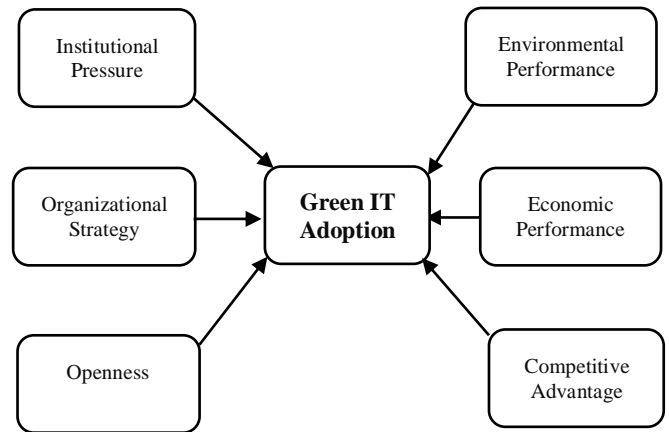 Institutional
Pressure
Environmental
Performance
Organizational
Strategy
Green IT
Adoption
Economic
Performance
Openness
Competitive
Advantage